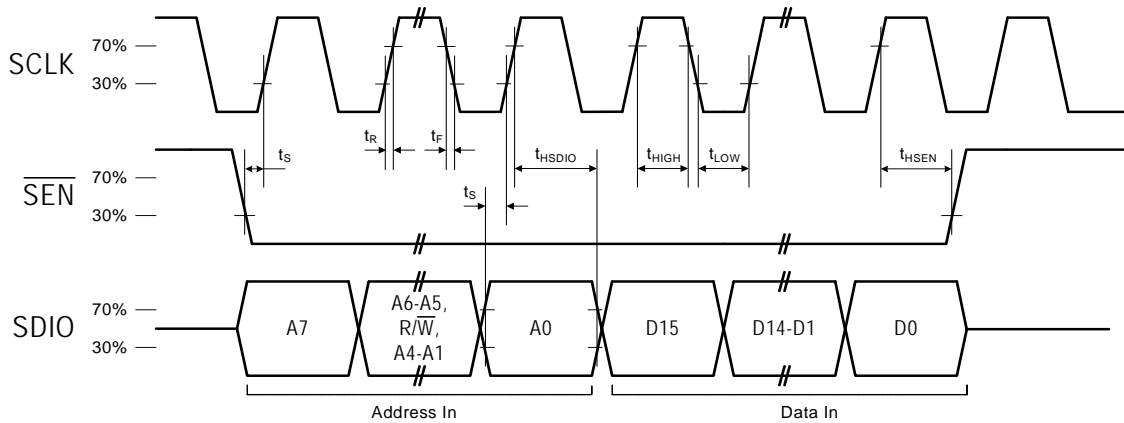 SCLK
70%
30%
tR
tF
tS
tHSDIO
tHIGH
tLOW
tHSEN
SEN
70%
30%
tS
SDIO
70%
30%
A7
A6-A5,
R/W,
A4-A1
A0
D15
D14-D1
D0
Address In
Data In